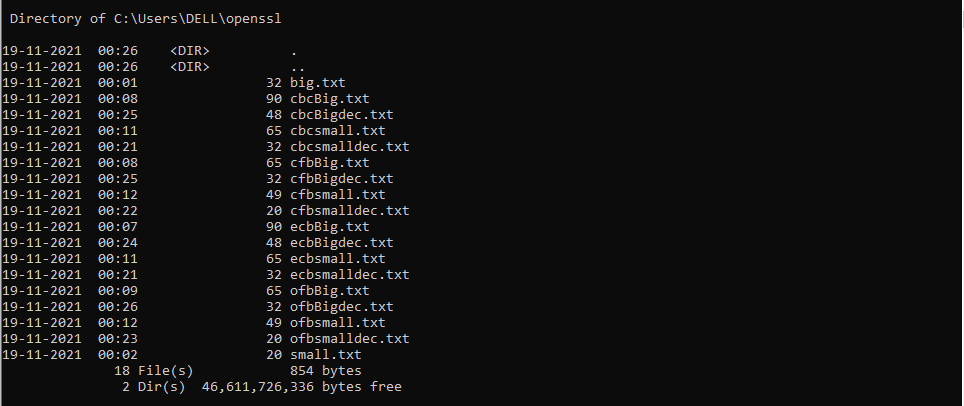 Directory of C:\Users\DELL\openssl
19-11-2021  00:26    <DIR>          .
19-11-2021  00:26    <DIR>          ..
19-11-2021  00:01                32 big.txt
19-11-2021  00:08                90 cbcBig.txt
19-11-2021  00:25                48 cbcBigdec.txt
19-11-2021  00:11                65 cbcsmall.txt
19-11-2021  00:21                32 cbcsmalldec.txt
19-11-2021  00:08                65 cfbBig.txt
19-11-2021  00:25                32 cfbBigdec.txt
19-11-2021  00:12                49 cfbsmall.txt
19-11-2021  00:22                20 cfbsmalldec.txt
19-11-2021  00:07                90 ecbBig.txt
19-11-2021  00:24                48 ecbBigdec.txt
19-11-2021  00:11                65 ecbsmall.txt
19-11-2021  00:21                32 ecbsmalldec.txt
19-11-2021  00:09                65 ofbBig.txt
19-11-2021  00:26                32 ofbBigdec.txt
19-11-2021  00:12                49 ofbsmall.txt
19-11-2021  00:23                20 ofbsmalldec.txt
19-11-2021  00:02                20 small.txt
18 File(s)            854 bytes
2 Dir(s)  46,611,726,336 bytes free